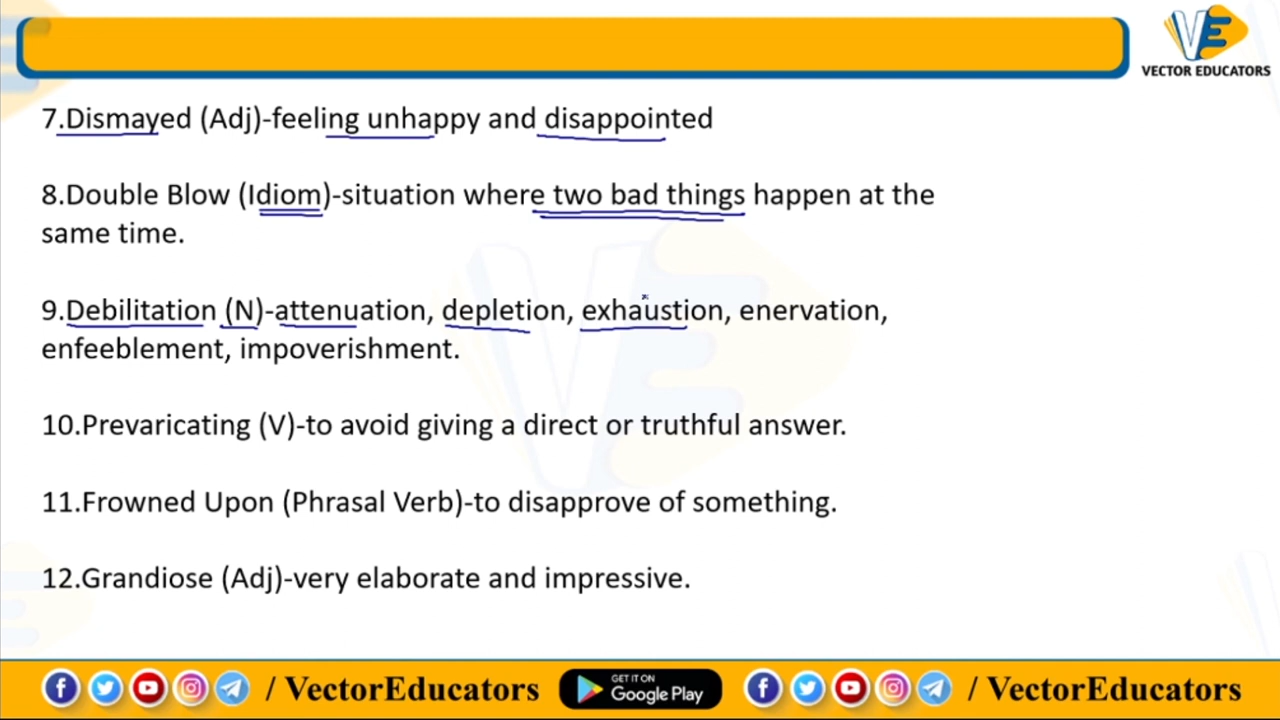 VECTOR EDUCATORS
7.Dismayed (Adj)-feeling unhappy and disappointed
8.Double Blow (Idiom)-situation where two bad things happen at the
same time.
9.Debilitation (N)-attenuation, depletion, exhaustion, enervation,
enfeeblement, impoverishment.
10.Prevaricating (V)-to avoid giving a direct or truthful answer.
11.Frowned Upon (Phrasal Verb)-to disapprove of something.
12.Grandiose (Adj)-very elaborate and impressive.
/ VectorEducators GET IT ON Google Play / VectorEducators